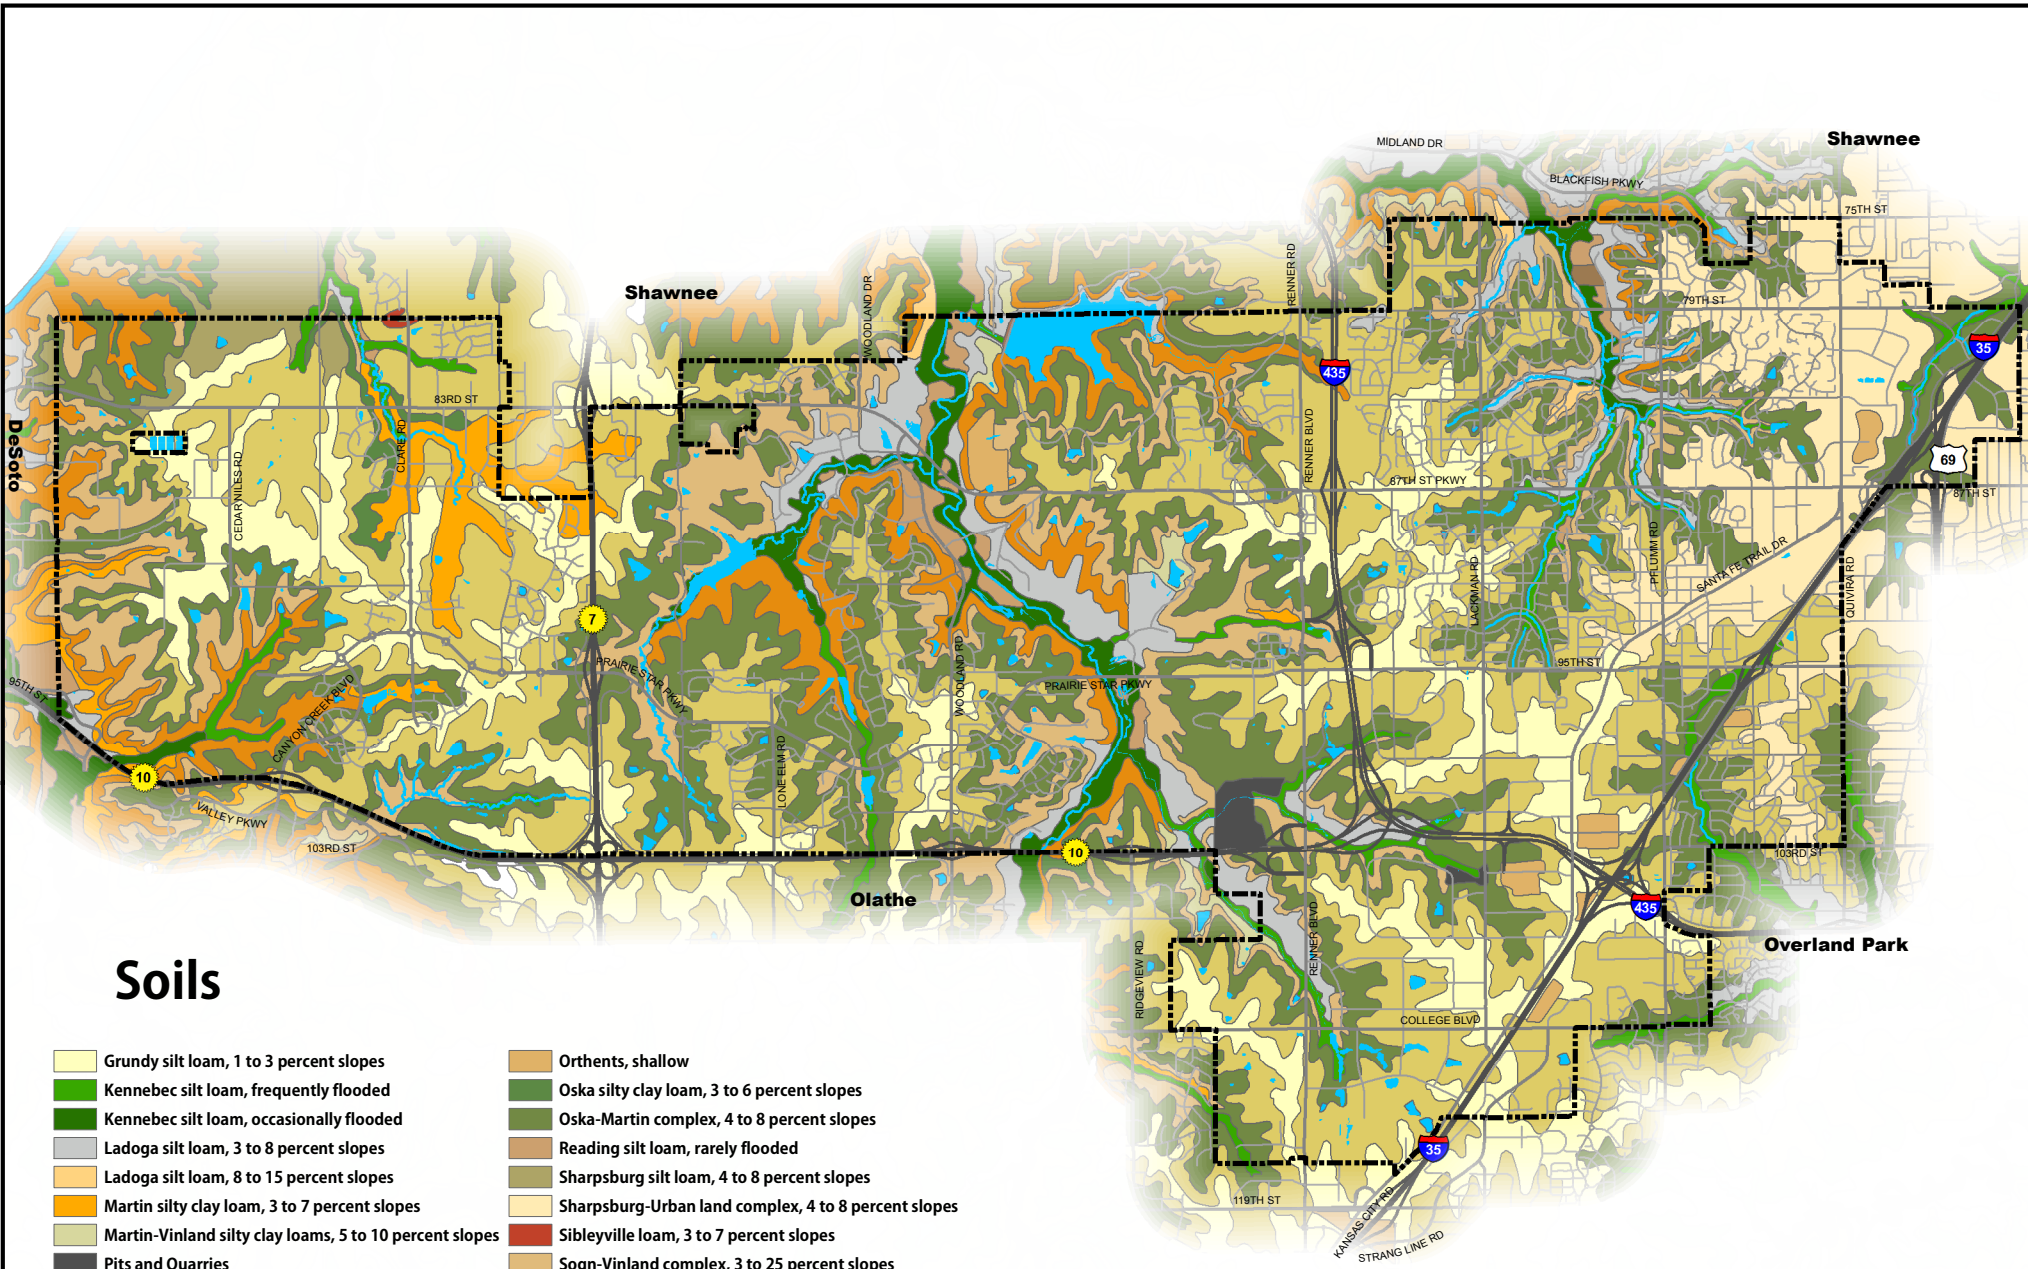 Shawnee
MIDLAND DR
BLACKFISH PKWY
75TH ST
RENNER RD
WOODLAND DR
Shawnee
79TH ST
35
435
83RD ST
DeSoto
CLARE RD
CEDAR NILES RD
RENNER BLVD
69
87TH ST PKWY
87TH ST
PFLUMM RD
SANTA FE TRAIL DR
LACKMAN RD
QUIVIRA RD
7
95TH ST
PRAIRIE STAR PKWY
WOODLAND RD
PRAIRIE STAR PKWY
95TH ST
CANYON CREEK BLVD
LONE ELM RD
10
VALLEY PKWY
103RD ST
10
103RD ST
Olathe
435
Overland Park
RENNER BLVD
RIDGEVIEW RD
COLLEGE BLVD
35
119TH ST
KANSAS CITY RD
STRANG LINE RD
Soils
Grundy silt loam, 1 to 3 percent slopes
Kennebec silt loam, frequently flooded
Kennebec silt loam, occasionally flooded
Ladoga silt loam, 3 to 8 percent slopes
Ladoga silt loam, 8 to 15 percent slopes
Martin silty clay loam, 3 to 7 percent slopes
Martin-Vinland silty clay loams, 5 to 10 percent slopes
Pits and Quarries
Orthents, shallow
Oska silty clay loam, 3 to 6 percent slopes
Oska-Martin complex, 4 to 8 percent slopes
Reading silt loam, rarely flooded
Sharpsburg silt loam, 4 to 8 percent slopes
Sharpsburg-Urban land complex, 4 to 8 percent slopes
Sibleyville loam, 3 to 7 percent slopes
Sogn-Vinland complex, 3 to 25 percent slopes